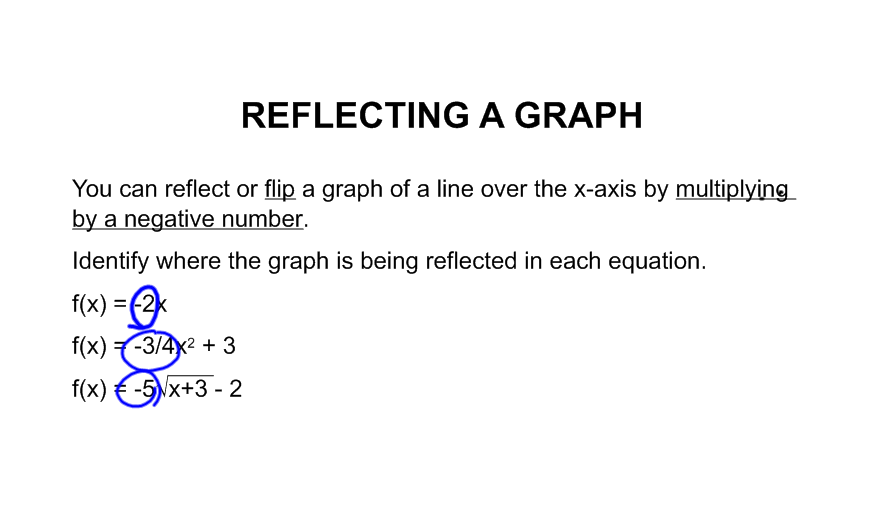 REFLECTING A GRAPH
You can reflect or flip a graph of a line over the x-axis by multiplying
by a negative number.
Identify where the graph is being reflected in each equation.
f(x) = -2x
f(x) = -3/4x² + 3
f(x) = -5√x+3 - 2